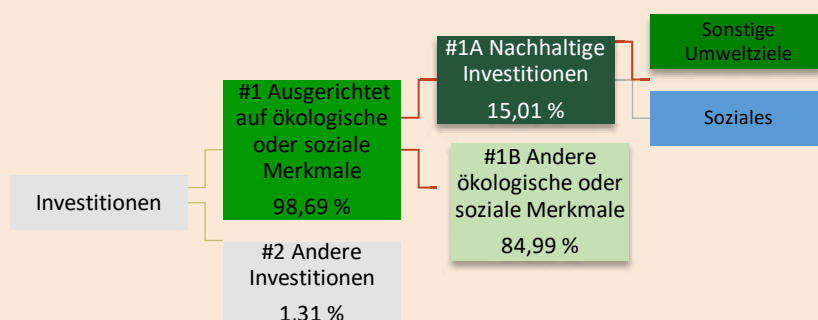 Investitionen
#1 Ausgerichtet
auf ökologische
oder soziale
Merkmale
98,69 %
#2 Andere
Investitionen
1,31 %
#1A Nachhaltige
Investitionen
15,01 %
#1B Andere
ökologische oder
soziale Merkmale
84,99 %
Sonstige
Umweltziele
Soziales